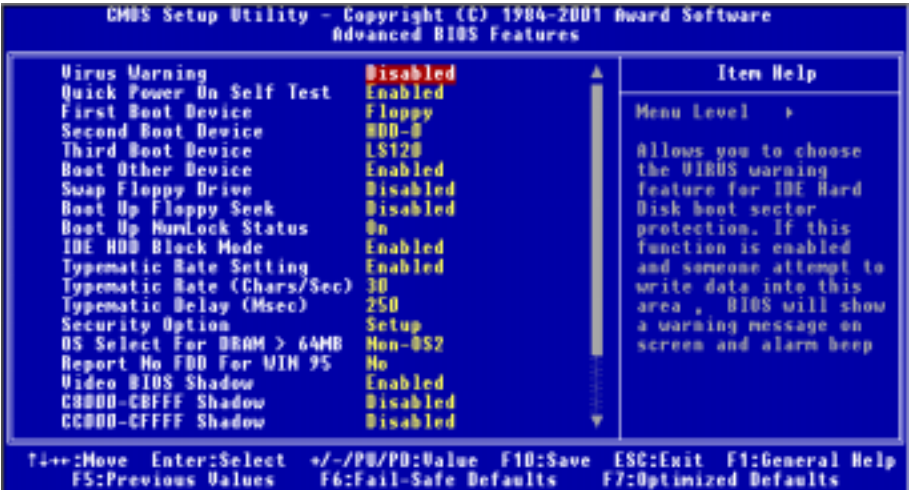 CMOS Setup Utility - Copyright (C) 1984-2001 Award Software
Advanced BIOS Features
Virus Warning Disabled
Quick Power On Self Test Enabled
First Boot Device Floppy
Second Boot Device HDD-0
Third Boot Device LS120
Boot Other Device Enabled
Swap Floppy Drive Disabled
Boot Up Floppy Seek Disabled
Boot Up NumLock Status On
IDE HDD Block Mode Enabled
Typematic Rate Setting Enabled
Typematic Rate (Chars/Sec) 30
Typematic Delay (Msec) 250
Security Option Setup
OS Select For DRAM > 64MB Non-OS2
Report No FDD For WIN 95 No
Video BIOS Shadow Enabled
C8000-CBFFF Shadow Disabled
CC000-CFFFF Shadow Disabled
Item Help
Menu Level ▸
Allows you to choose
the VIRUS warning
feature for IDE Hard
Disk boot sector
protection. If this
function is enabled
and someone attempt to
write data into this
area , BIOS will show
a warning message on
screen and alarm beep
↑↓→←:Move Enter:Select +/-/PU/PD:Value F10:Save ESC:Exit F1:General Help
F5:Previous Values F6:Fail-Safe Defaults F7:Optimized Defaults